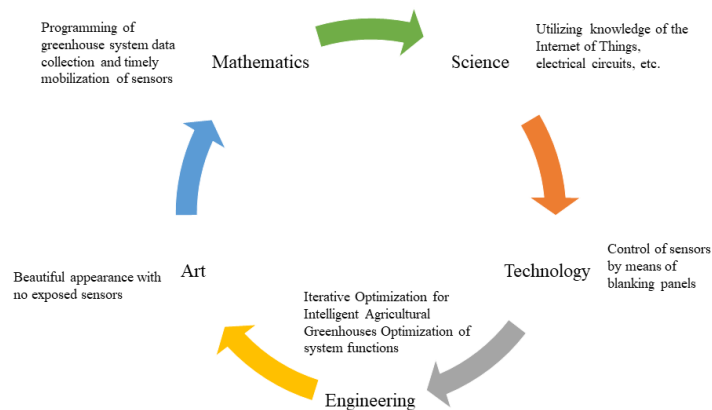 Programming of
greenhouse system data
collection and timely
mobilization of sensors
Mathematics
Science
Utilizing knowledge of the
Internet of Things,
electrical circuits, etc.
Technology
Control of sensors
by means of
blanking panels
Iterative Optimization for
Intelligent Agricultural
Greenhouses Optimization of
system functions
Engineering
Art
Beautiful appearance with
no exposed sensors